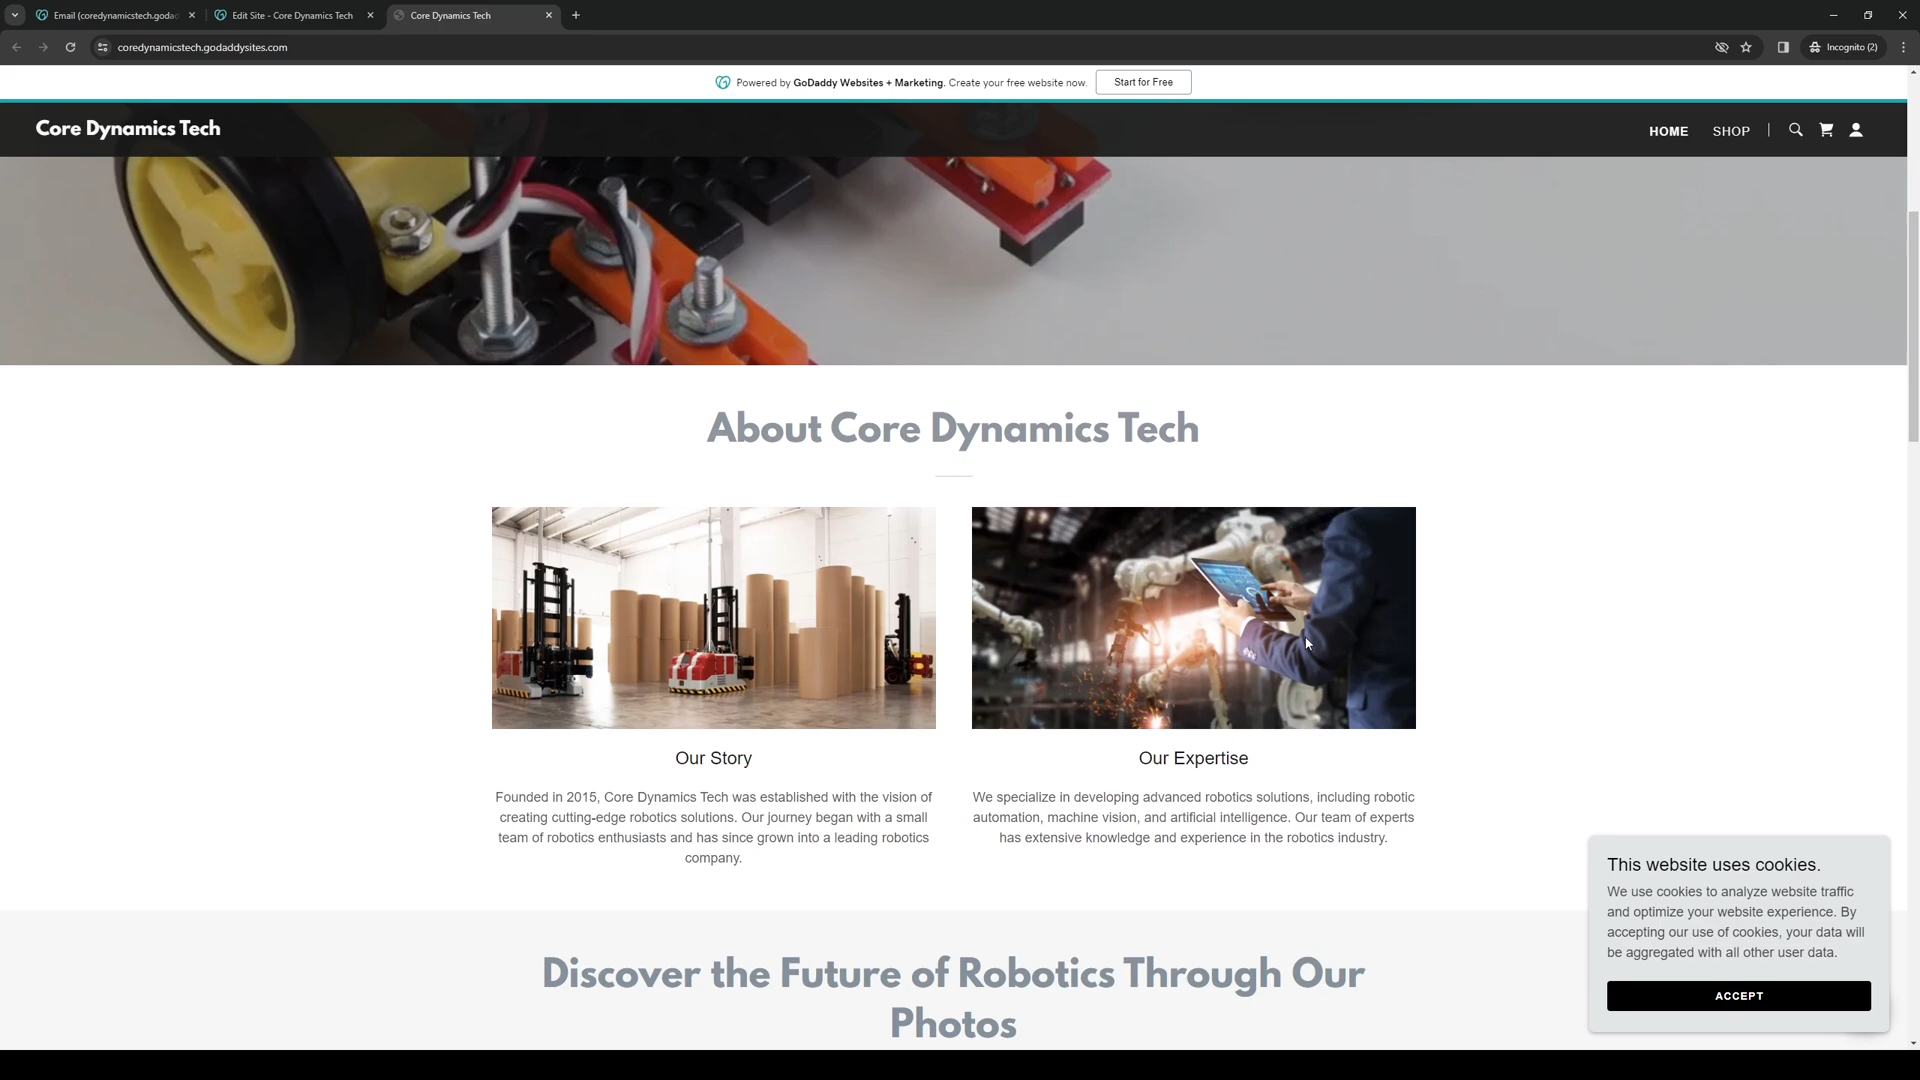 Email (coredynamicstech.godad
Edit Site - Core Dynamics Tech
Core Dynamics Tech
coredynamicstech.godaddysites.com
Incognito (2)
Powered by GoDaddy Websites + Marketing. Create your free website now.
Start for Free
Core Dynamics Tech
HOME
SHOP
About Core Dynamics Tech
Our Story
Founded in 2015, Core Dynamics Tech was established with the vision of
creating cutting-edge robotics solutions. Our journey began with a small
team of robotics enthusiasts and has since grown into a leading robotics
company.
Our Expertise
We specialize in developing advanced robotics solutions, including robotic
automation, machine vision, and artificial intelligence. Our team of experts
has extensive knowledge and experience in the robotics industry.
Discover the Future of Robotics Through Our
Photos
This website uses cookies.
We use cookies to analyze website traffic
and optimize your website experience. By
accepting our use of cookies, your data will
be aggregated with all other user data.
ACCEPT